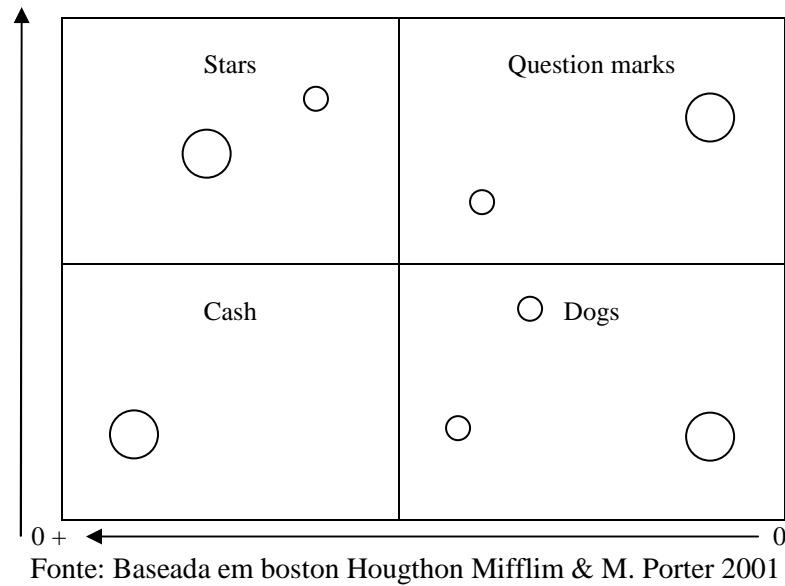 Stars Question marks
Cash Dogs
0 + 0
Fonte: Baseada em boston Hougthon Mifflim & M. Porter 2001